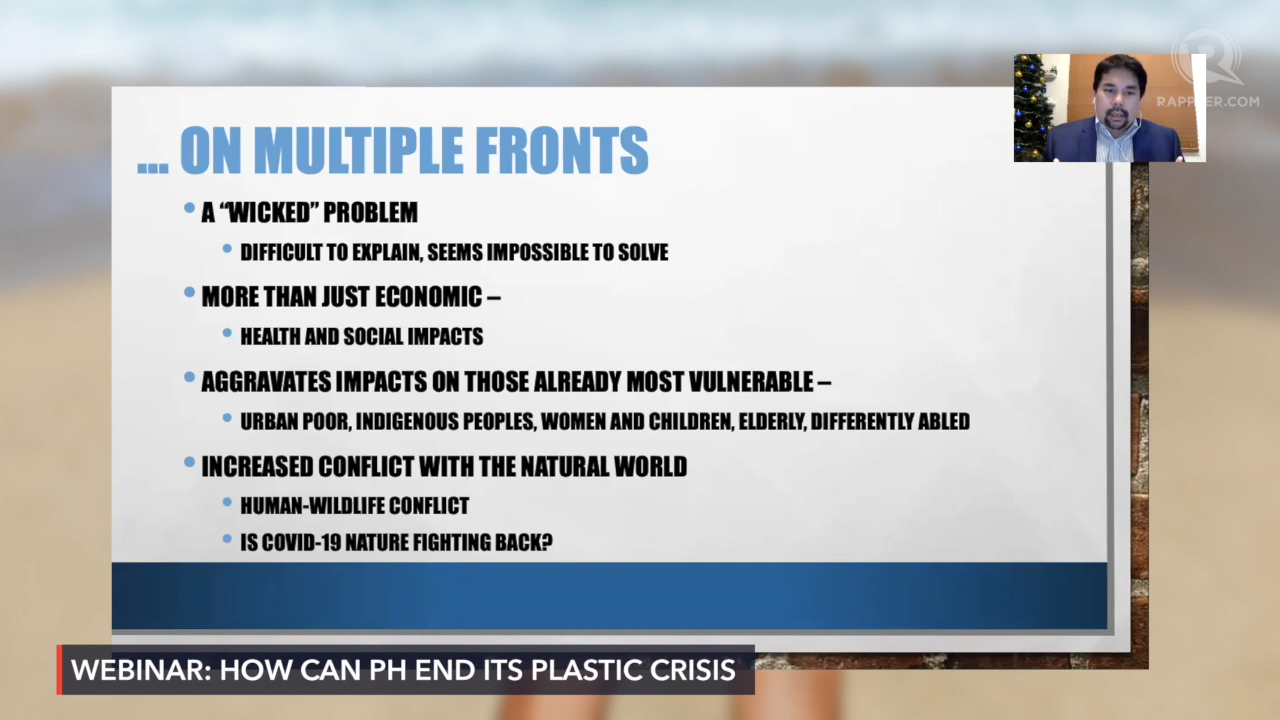 ... ON MULTIPLE FRONTS
A “WICKED” PROBLEM
DIFFICULT TO EXPLAIN, SEEMS IMPOSSIBLE TO SOLVE
MORE THAN JUST ECONOMIC –
HEALTH AND SOCIAL IMPACTS
AGGRAVATES IMPACTS ON THOSE ALREADY MOST VULNERABLE –
URBAN POOR, INDIGENOUS PEOPLES, WOMEN AND CHILDREN, ELDERLY, DIFFERENTLY ABLED
INCREASED CONFLICT WITH THE NATURAL WORLD
HUMAN-WILDLIFE CONFLICT
IS COVID-19 NATURE FIGHTING BACK?
RAPPLER.COM
WEBINAR: HOW CAN PH END ITS PLASTIC CRISIS